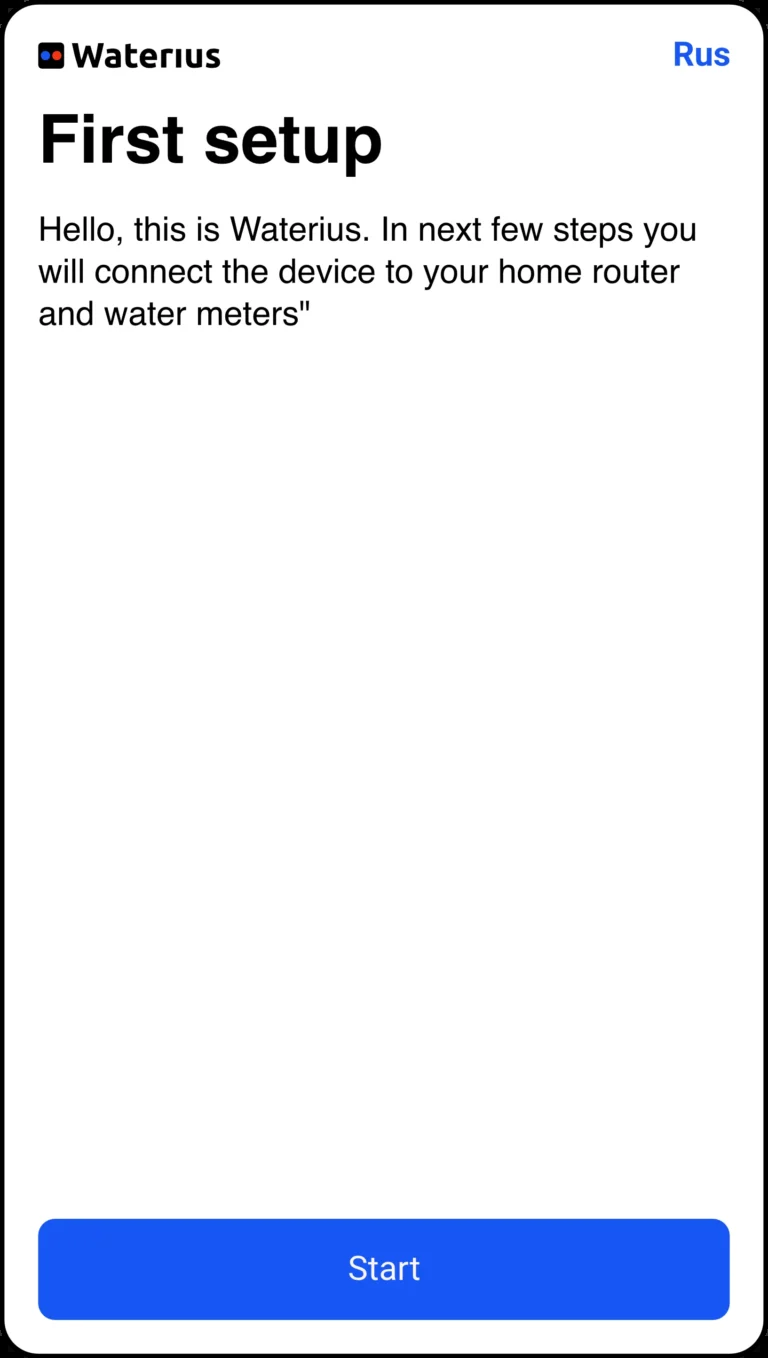 Waterıus
Rus
First setup
Hello, this is Waterius. In next few steps you
will connect the device to your home router
and water meters"
Start